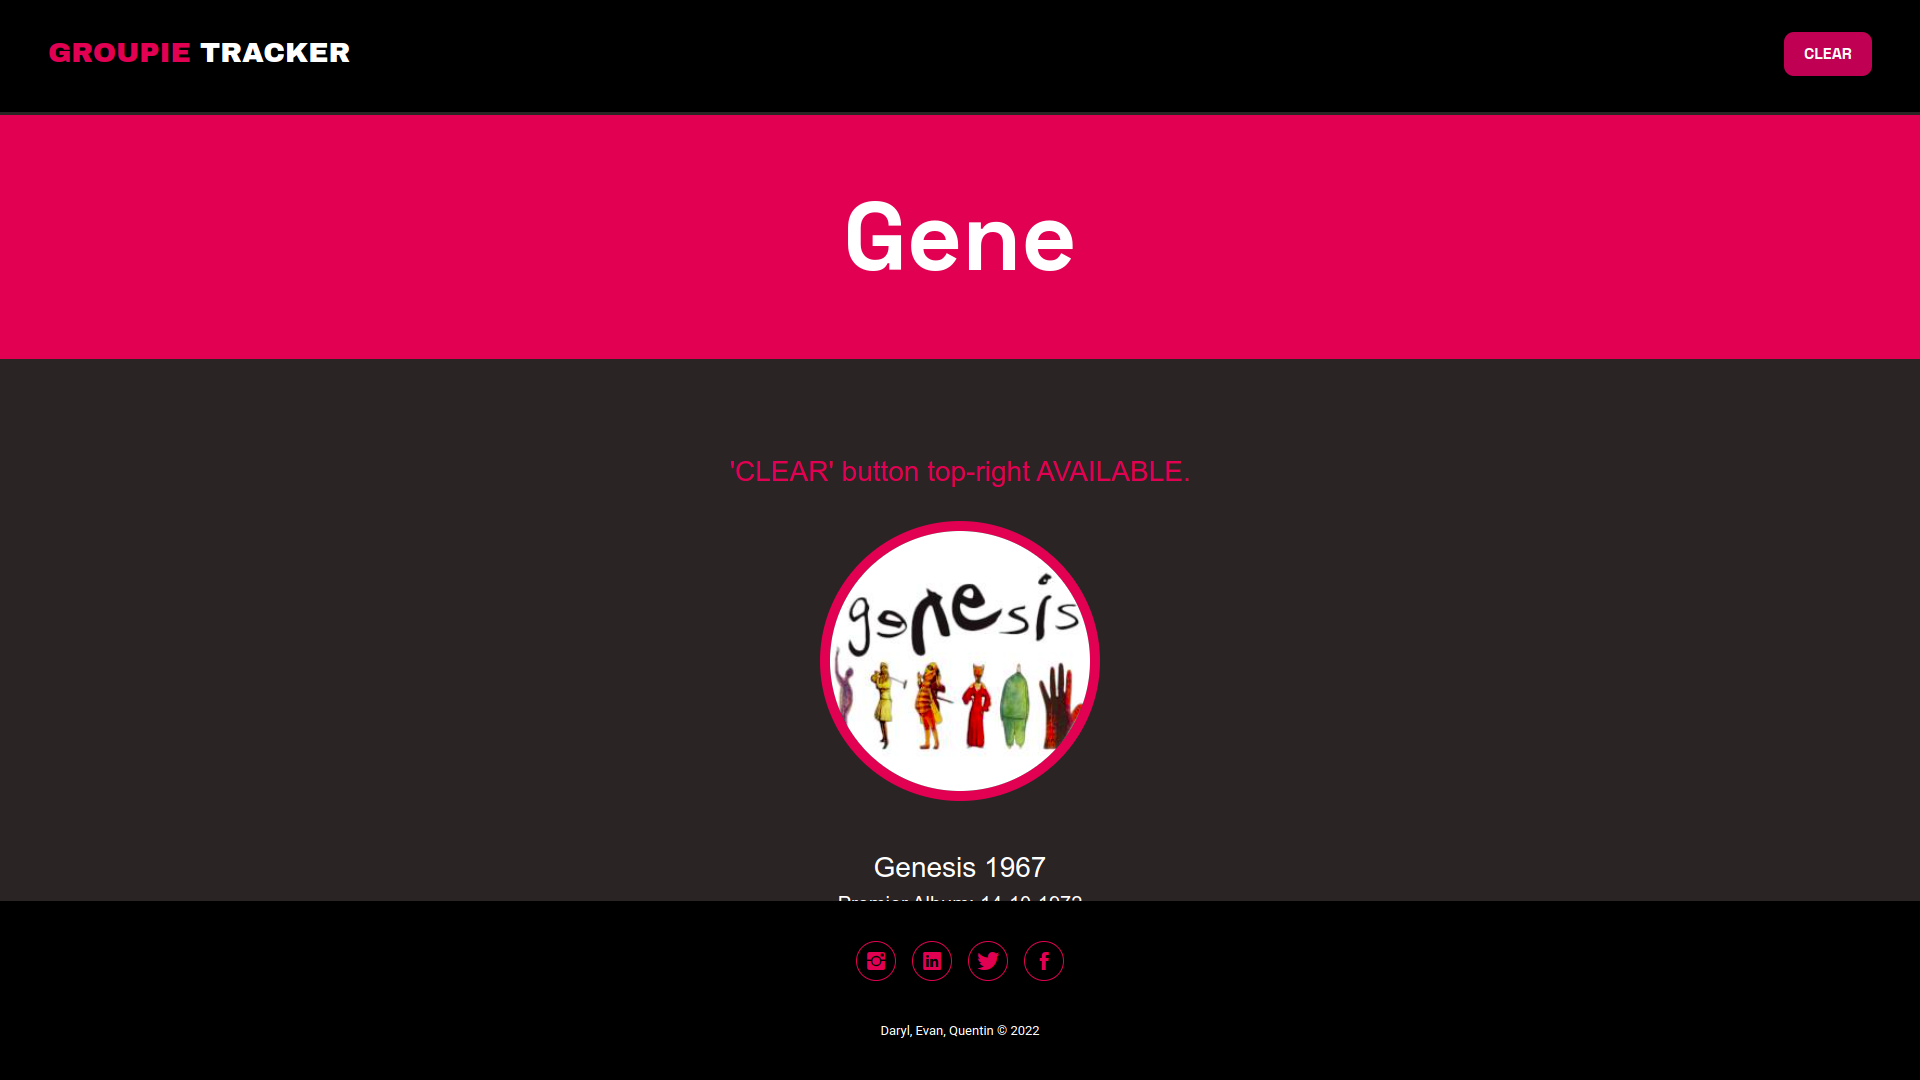 GROUPIE TRACKER
CLEAR
Gene
'CLEAR' button top-right AVAILABLE.
genesis
Genesis 1967
Premier Album: 14-10-1973
Daryl, Evan, Quentin © 2022